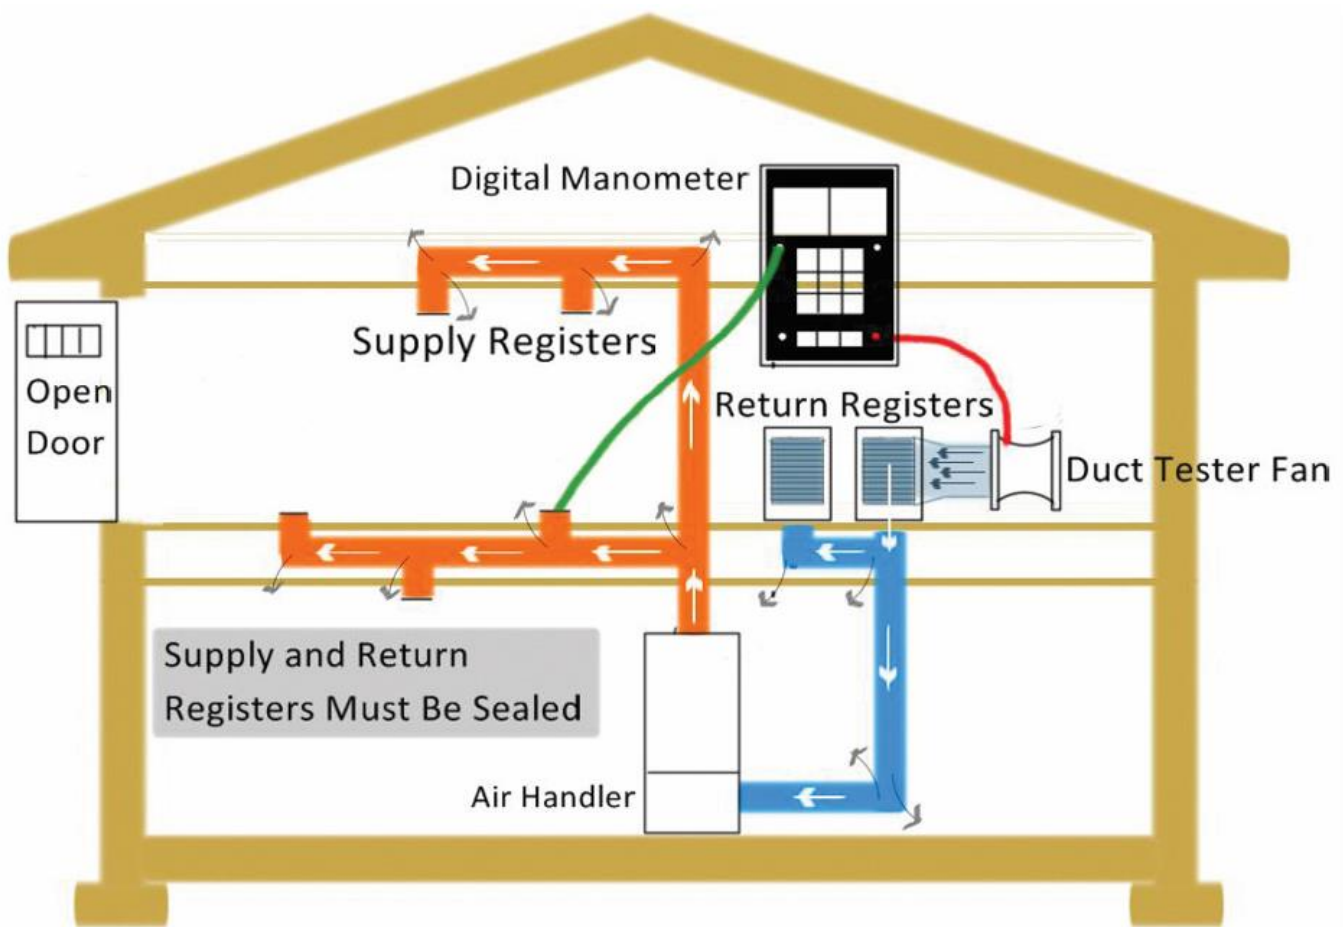 Digital Manometer
Supply Registers
Open
Door
Return Registers
Duct Tester Fan
Supply and Return
Registers Must Be Sealed
Air Handler